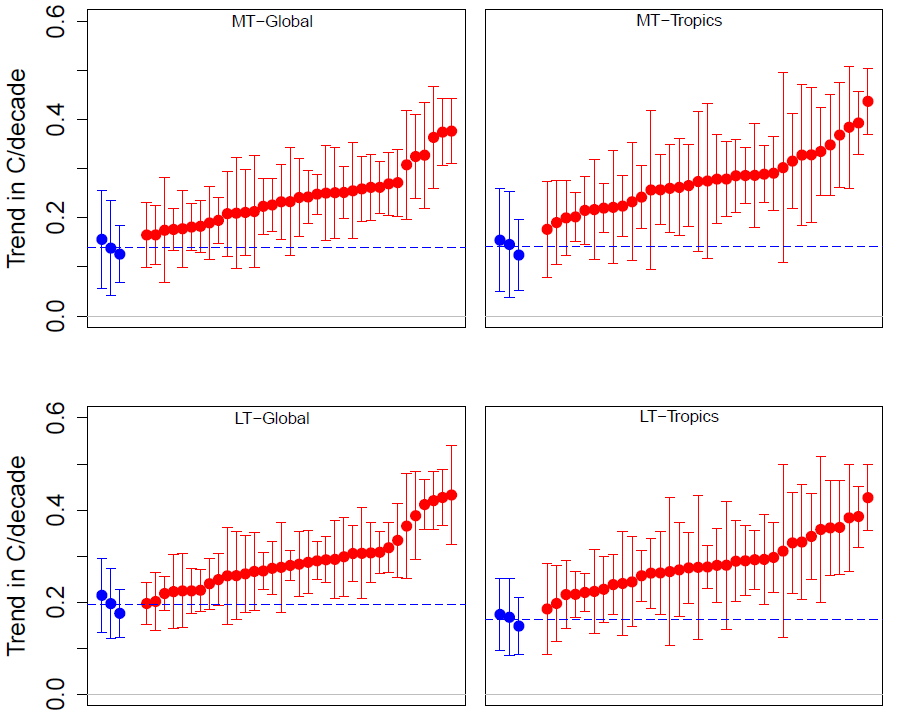 MT−Global
MT−Tropics
Trend in C/decade
0.6
0.4
0.2
0.0
LT−Global
LT−Tropics
Trend in C/decade
0.6
0.4
0.2
0.0